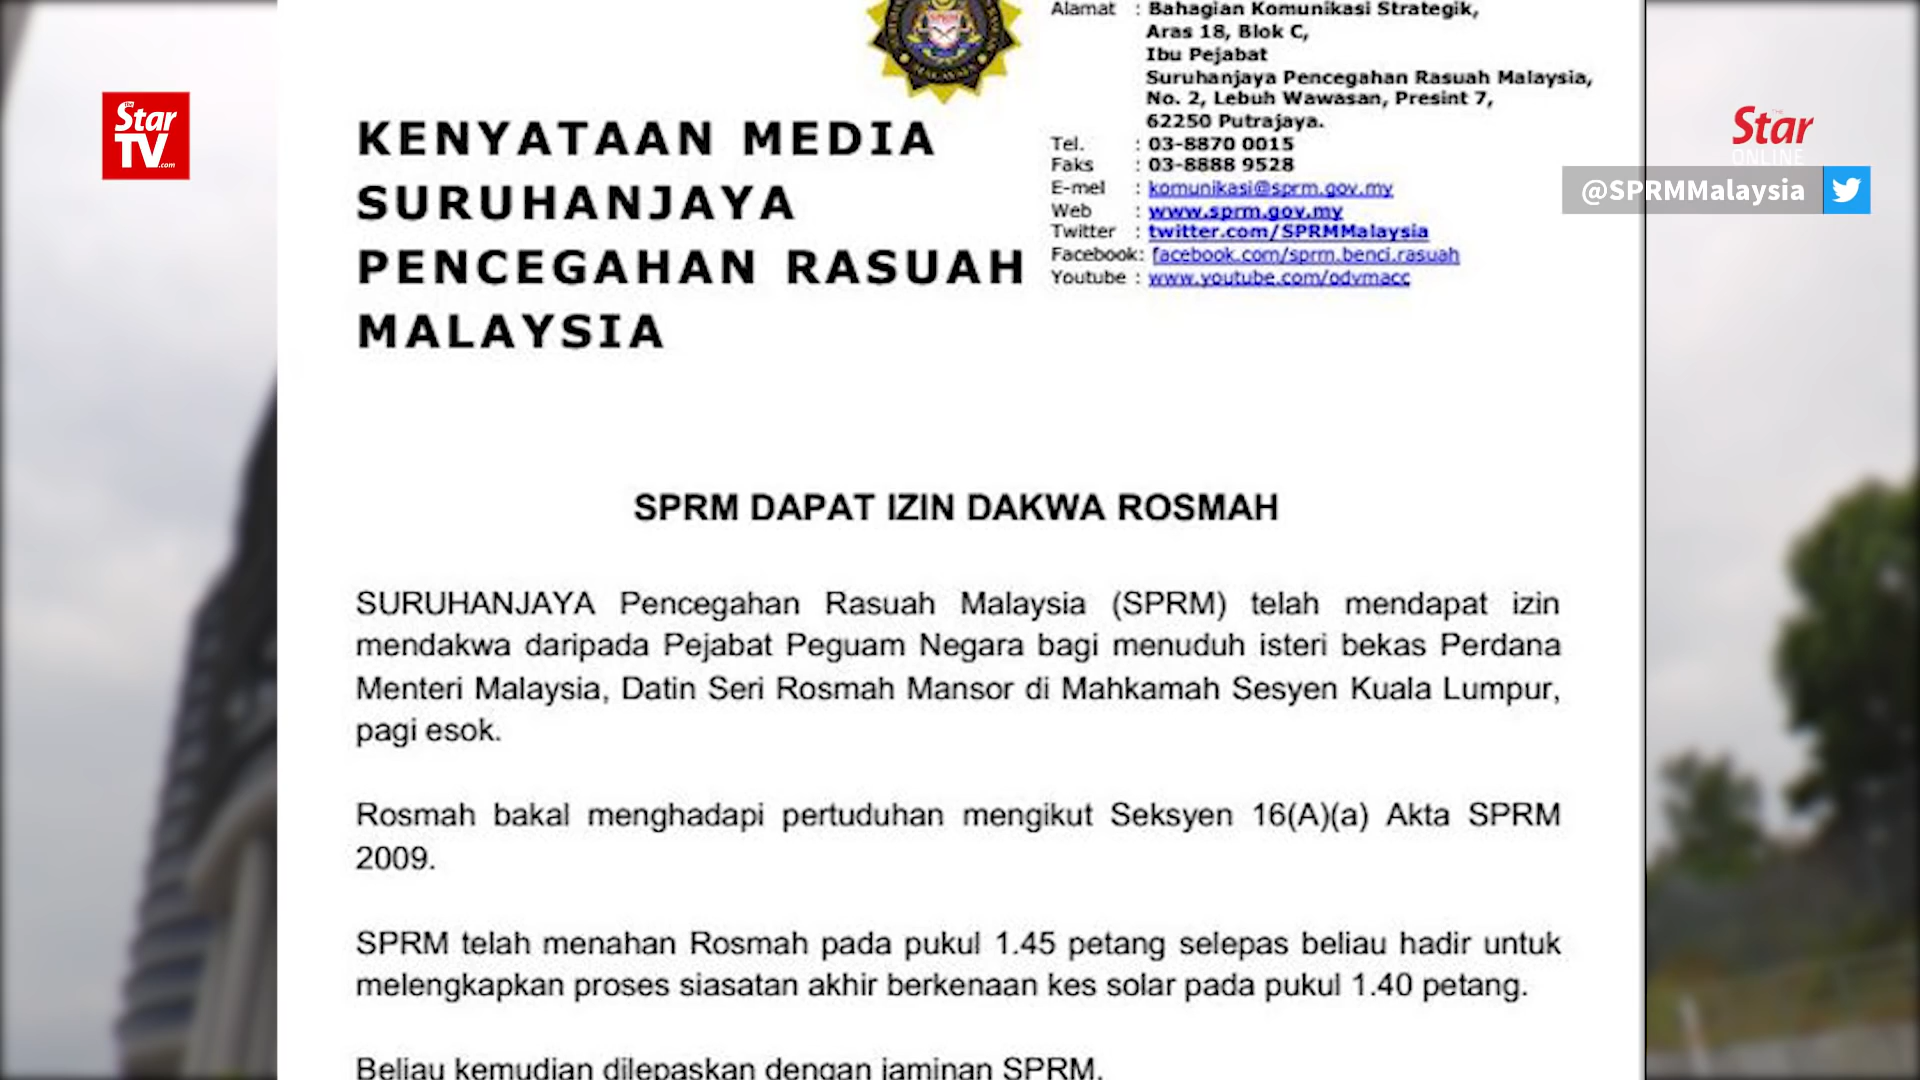 The
Star
TV
.com
The
Star
ONLINE
@SPRMMalaysia
Alamat : Bahagian Komunikasi Strategik,
Aras 18, Blok C,
Ibu Pejabat
Suruhanjaya Pencegahan Rasuah Malaysia,
No. 2, Lebuh Wawasan, Presint 7,
62250 Putrajaya.
Tel. : 03-8870 0015
Faks : 03-8888 9528
E-mel : komunikasi@sprm.gov.my
Web : www.sprm.gov.my
Twitter : twitter.com/SPRMMalaysia
Facebook: facebook.com/sprm.benci.rasuah
Youtube : www.youtube.com/odvmacc
KENYATAAN MEDIA
SURUHANJAYA
PENCEGAHAN RASUAH
MALAYSIA
SPRM DAPAT IZIN DAKWA ROSMAH
SURUHANJAYA Pencegahan Rasuah Malaysia (SPRM) telah mendapat izin
mendakwa daripada Pejabat Peguam Negara bagi menuduh isteri bekas Perdana
Menteri Malaysia, Datin Seri Rosmah Mansor di Mahkamah Sesyen Kuala Lumpur,
pagi esok.
Rosmah bakal menghadapi pertuduhan mengikut Seksyen 16(A)(a) Akta SPRM
2009.
SPRM telah menahan Rosmah pada pukul 1.45 petang selepas beliau hadir untuk
melengkapkan proses siasatan akhir berkenaan kes solar pada pukul 1.40 petang.
Beliau kemudian dilepaskan dengan jaminan SPRM.